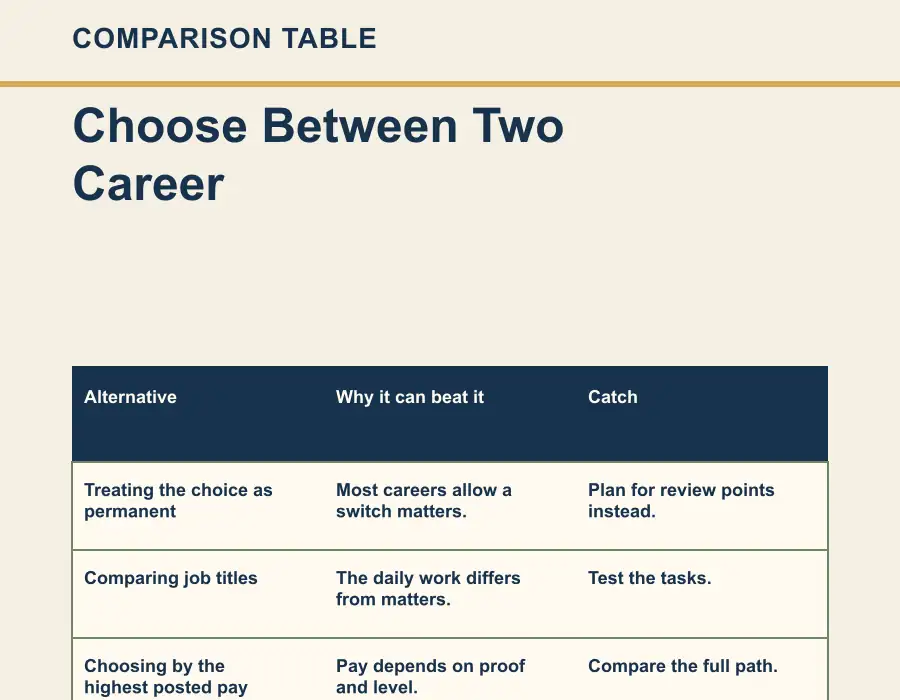 COMPARISON TABLE
Choose Between Two
Career
Alternative
Why it can beat it
Catch
Treating the choice as
permanent
Most careers allow a
switch matters.
Plan for review points
instead.
Comparing job titles
The daily work differs
from matters.
Test the tasks.
Choosing by the
highest posted pay
Pay depends on proof
and level.
Compare the full path.